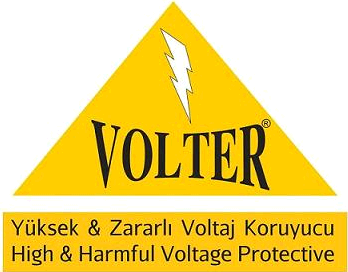 VOLTER®
Yüksek & Zararlı Voltaj Koruyucu
High & Harmful Voltage Protective